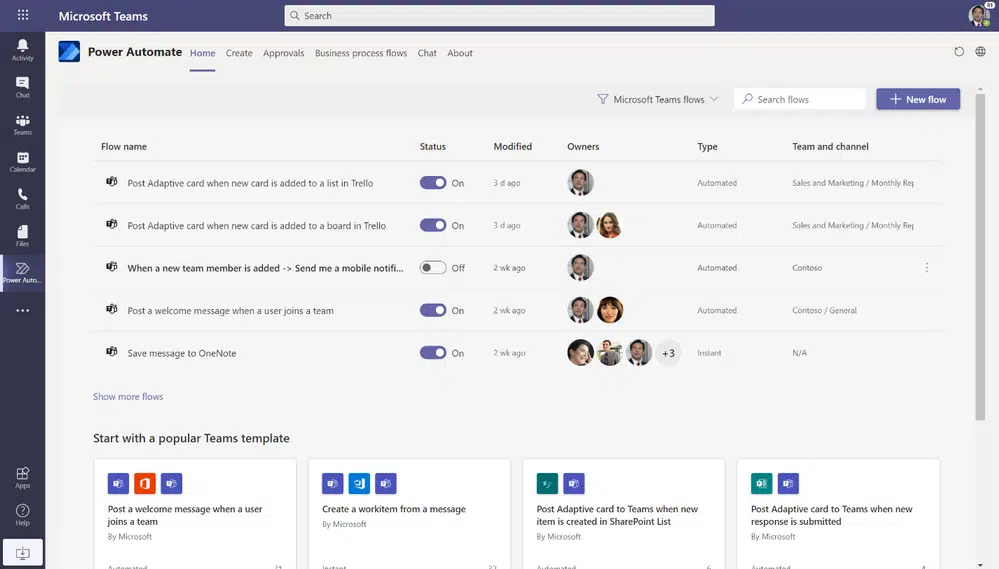 Microsoft Teams
Search
Activity
Chat
Teams
Calendar
Calls
Files
Power Auto...
Apps
Help
Power Automate Home Create Approvals Business process flows Chat About
Microsoft Teams flows Search flows New flow
Flow name Status Modified Owners Type Team and channel
Post Adaptive card when new card is added to a list in Trello On 3 d ago Automated Sales and Marketing / Monthly Rep
Post Adaptive card when new card is added to a board in Trello On 3 d ago Automated Sales and Marketing / Monthly Rep
When a new team member is added -> Send me a mobile notifi... Off 2 wk ago Automated Contoso
Post a welcome message when a user joins a team On 2 wk ago Automated Contoso / General
Save message to OneNote On 2 wk ago +3 Instant N/A
Show more flows
Start with a popular Teams template
Post a welcome message when a user
joins a team
By Microsoft
Automated 71
Create a workitem from a message
By Microsoft
Instant
Post Adaptive card to Teams when new
item is created in SharePoint List
By Microsoft
Automated
Post Adaptive card to Teams when new
response is submitted
By Microsoft
Automated